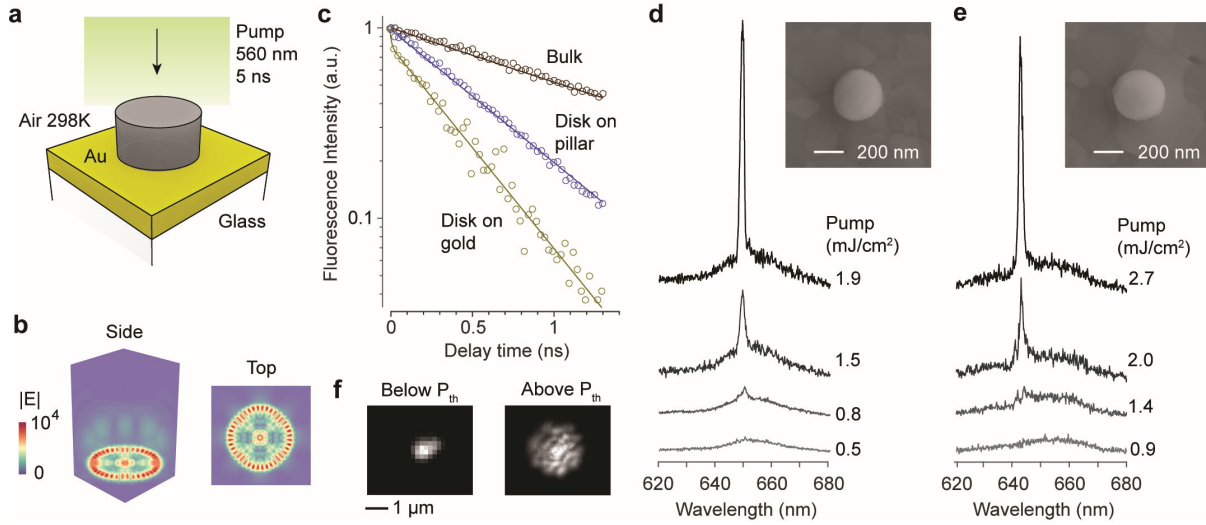 a
Pump
560 nm
5 ns
Air 298K
Au
Glass
b
Side
Top
|E|
10⁴
0
c
Fluorescence Intensity (a.u.)
1
0.1
Bulk
Disk on
pillar
Disk on
gold
0
0.5
1
Delay time (ns)
f
Below Pth
Above Pth
1 µm
d
200 nm
Pump
(mJ/cm²)
1.9
1.5
0.8
0.5
620 640 660 680
Wavelength (nm)
e
200 nm
Pump
(mJ/cm²)
2.7
2.0
1.4
0.9
620 640 660 680
Wavelength (nm)